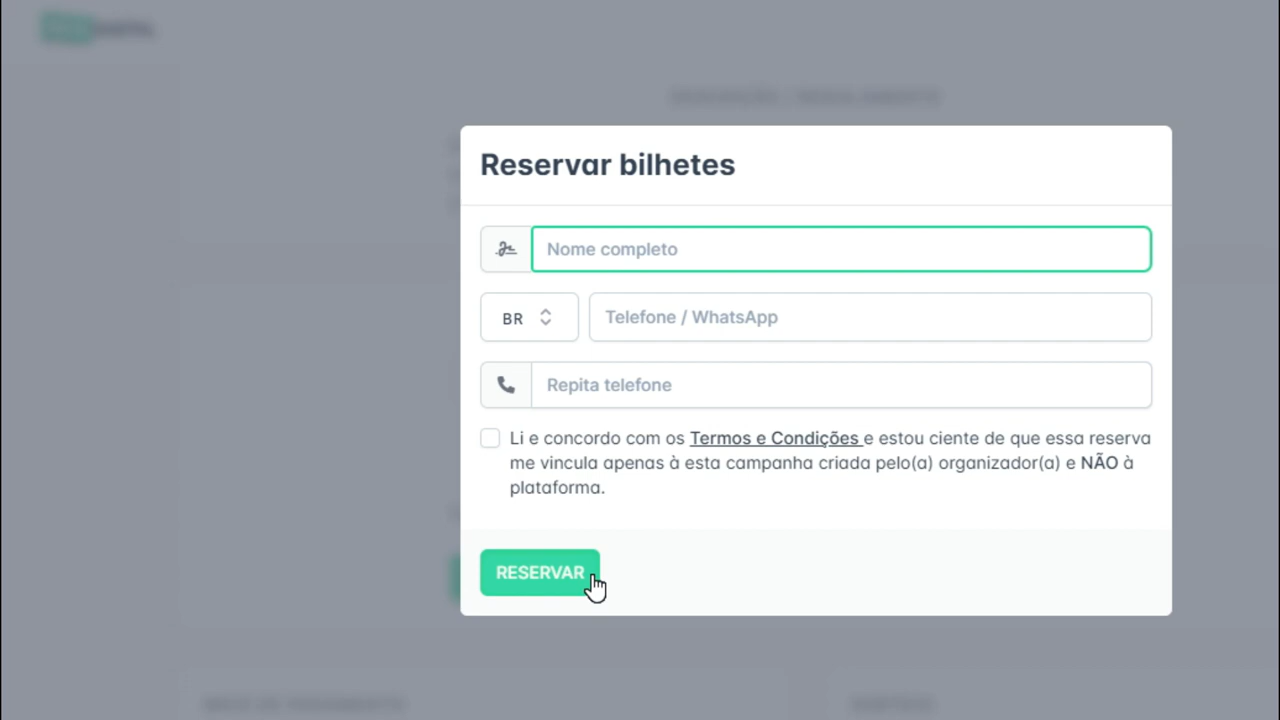 Reservar bilhetes
Nome completo
BR
Telefone / WhatsApp
Repita telefone
Li e concordo com os Termos e Condições e estou ciente de que essa reserva
me vincula apenas à esta campanha criada pelo(a) organizador(a) e NÃO à
plataforma.
RESERVAR